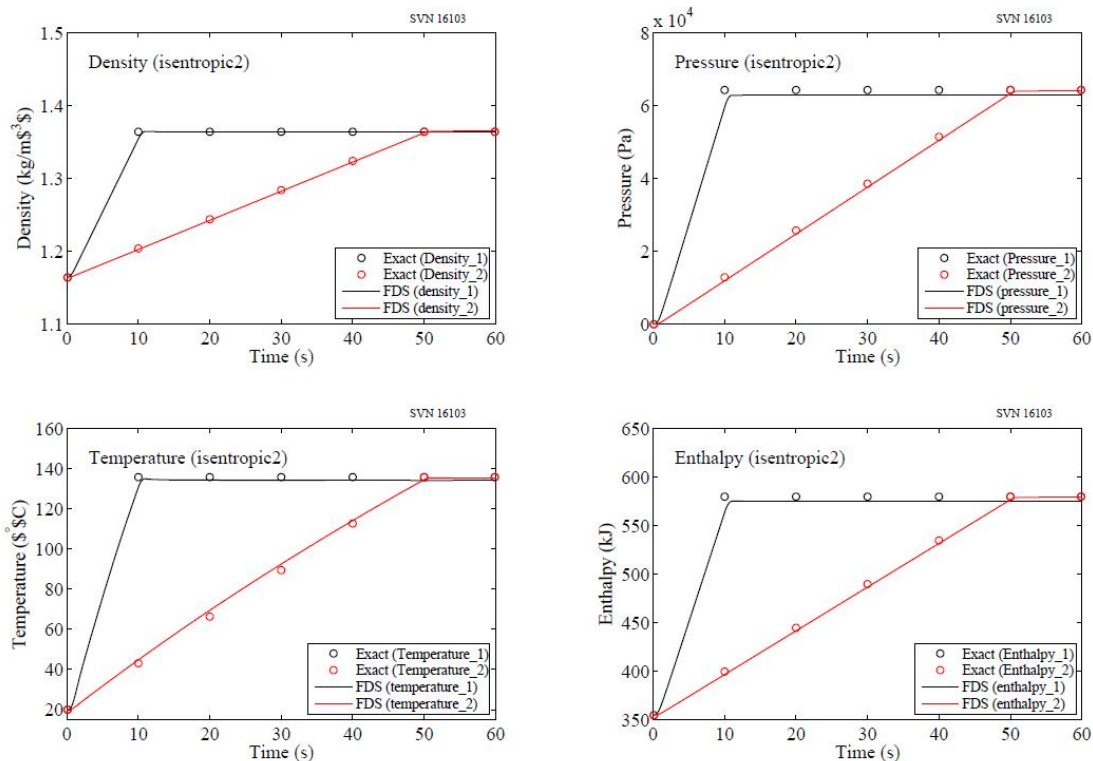 SVN 16103
Density (isentropic2)
1.5
1.4
1.3
1.2
1.1
Density (kg/m$^3$)
0 10 20 30 40 50 60
Time (s)
Exact (Density_1)
Exact (Density_2)
FDS (density_1)
FDS (density_2)
SVN 16103
x 10^4
Pressure (isentropic2)
8
6
4
2
0
Pressure (Pa)
0 10 20 30 40 50 60
Time (s)
Exact (Pressure_1)
Exact (Pressure_2)
FDS (pressure_1)
FDS (pressure_2)
SVN 16103
Temperature (isentropic2)
160
140
120
100
80
60
40
20
Temperature ($^°$C)
0 10 20 30 40 50 60
Time (s)
Exact (Temperature_1)
Exact (Temperature_2)
FDS (temperature_1)
FDS (temperature_2)
SVN 16103
Enthalpy (isentropic2)
650
600
550
500
450
400
350
Enthalpy (kJ)
0 10 20 30 40 50 60
Time (s)
Exact (Enthalpy_1)
Exact (Enthalpy_2)
FDS (enthalpy_1)
FDS (enthalpy_2)